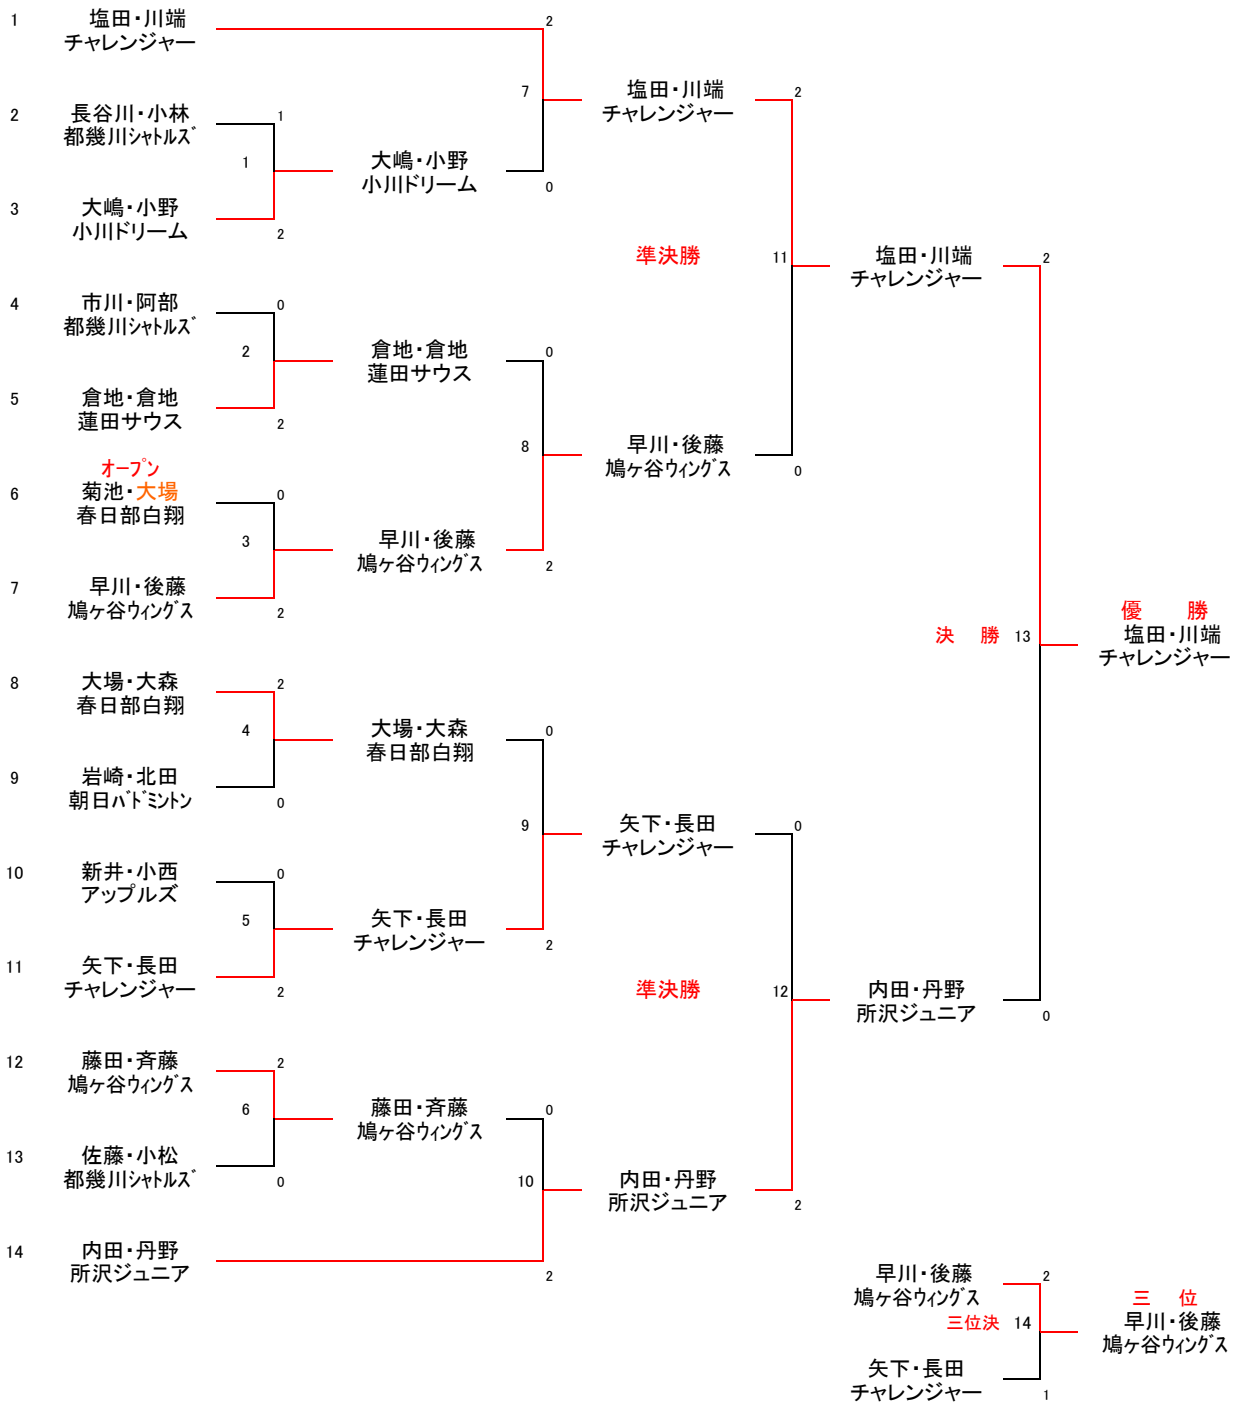 1
塩田・川端
チャレンジャー
2
長谷川・小林
都幾川シャトルズ
3
大嶋・小野
小川ドリーム
4
市川・阿部
都幾川シャトルズ
5
倉地・倉地
蓮田サウス
オープン
6
菊池・大場
春日部白翔
7
早川・後藤
鳩ヶ谷ウィングス
8
大場・大森
春日部白翔
9
岩崎・北田
朝日バドミントン
10
新井・小西
アップルズ
11
矢下・長田
チャレンジャー
12
藤田・斉藤
鳩ヶ谷ウィングス
13
佐藤・小松
都幾川シャトルズ
14
内田・丹野
所沢ジュニア
1
1
2
0
2
2
0
3
2
2
4
0
0
5
2
2
6
0
大嶋・小野
小川ドリーム
倉地・倉地
蓮田サウス
早川・後藤
鳩ヶ谷ウィングス
大場・大森
春日部白翔
矢下・長田
チャレンジャー
藤田・斉藤
鳩ヶ谷ウィングス
2
7
0
0
8
2
0
9
2
0
10
2
塩田・川端
チャレンジャー
準決勝
早川・後藤
鳩ヶ谷ウィングス
矢下・長田
チャレンジャー
準決勝
内田・丹野
所沢ジュニア
2
11
0
0
12
2
塩田・川端
チャレンジャー
内田・丹野
所沢ジュニア
2
決 勝 13
0
優 勝
塩田・川端
チャレンジャー
早川・後藤
鳩ヶ谷ウィングス
2
三位決 14
矢下・長田
チャレンジャー
1
三 位
早川・後藤
鳩ヶ谷ウィングス